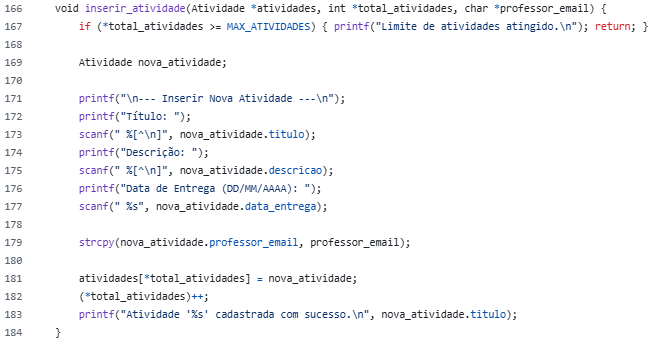 166 void inserir_atividade(Atividade *atividades, int *total_atividades, char *professor_email) {
167 if (*total_atividades >= MAX_ATIVIDADES) { printf("Limite de atividades atingido.\n"); return; }
168
169 Atividade nova_atividade;
170
171 printf("\n--- Inserir Nova Atividade ---\n");
172 printf("Título: ");
173 scanf(" %[^\n]", nova_atividade.titulo);
174 printf("Descrição: ");
175 scanf(" %[^\n]", nova_atividade.descricao);
176 printf("Data de Entrega (DD/MM/AAAA): ");
177 scanf(" %s", nova_atividade.data_entrega);
178
179 strcpy(nova_atividade.professor_email, professor_email);
180
181 atividades[*total_atividades] = nova_atividade;
182 (*total_atividades)++;
183 printf("Atividade '%s' cadastrada com sucesso.\n", nova_atividade.titulo);
184 }